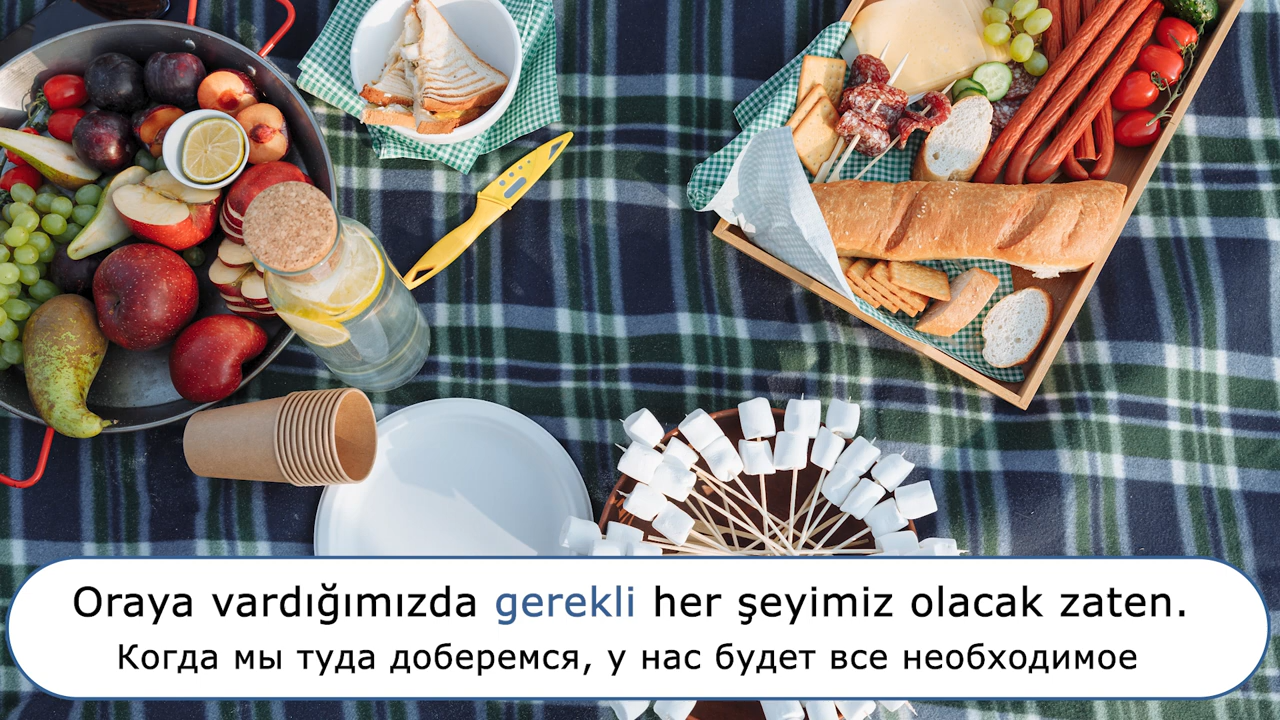 Oraya vardığımızda gerekli her şeyimiz olacak zaten.
Когда мы туда доберемся, у нас будет все необходимое